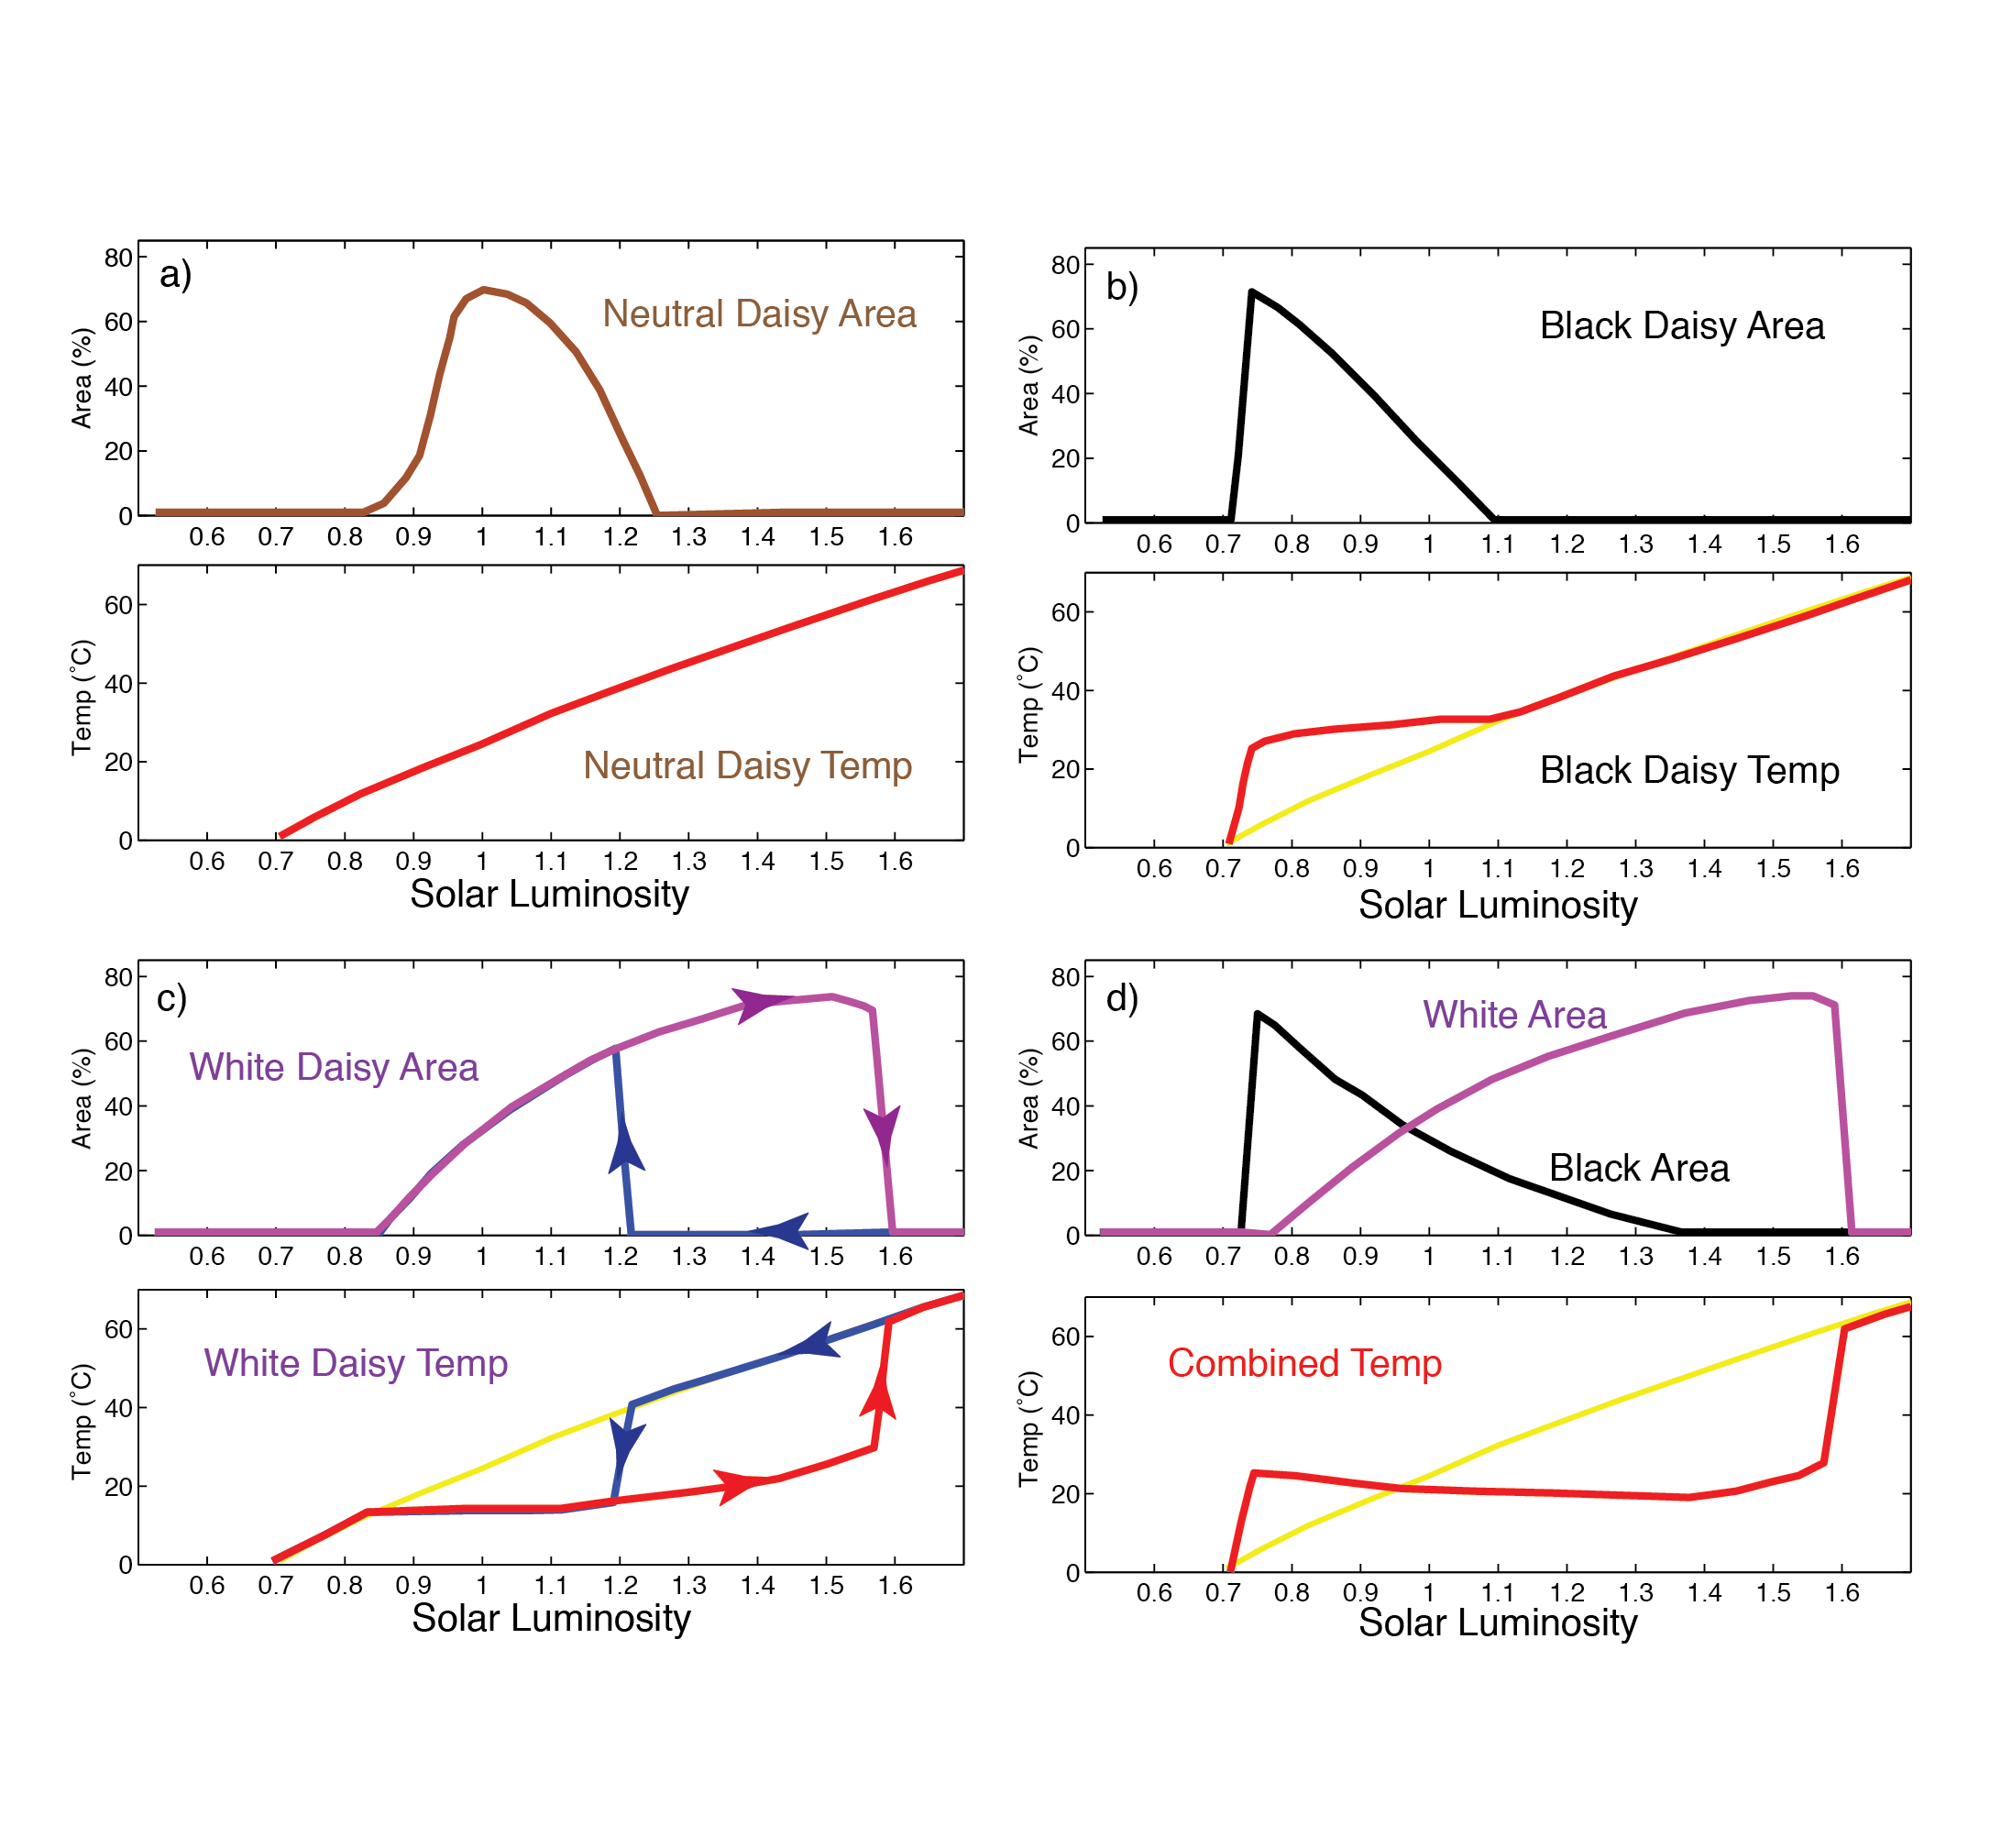 a)
Neutral Daisy Area
Area (%)
80
60
40
20
0
0.6 0.7 0.8 0.9 1 1.1 1.2 1.3 1.4 1.5 1.6
Temp (˚C)
60
40
20
0
Neutral Daisy Temp
0.6 0.7 0.8 0.9 1 1.1 1.2 1.3 1.4 1.5 1.6
Solar Luminosity
b)
Black Daisy Area
Area (%)
80
60
40
20
0
0.6 0.7 0.8 0.9 1 1.1 1.2 1.3 1.4 1.5 1.6
Temp (˚C)
60
40
20
0
Black Daisy Temp
0.6 0.7 0.8 0.9 1 1.1 1.2 1.3 1.4 1.5 1.6
Solar Luminosity
c)
White Daisy Area
Area (%)
80
60
40
20
0
0.6 0.7 0.8 0.9 1 1.1 1.2 1.3 1.4 1.5 1.6
White Daisy Temp
Temp (˚C)
60
40
20
0
0.6 0.7 0.8 0.9 1 1.1 1.2 1.3 1.4 1.5 1.6
Solar Luminosity
d)
White Area
Black Area
Area (%)
80
60
40
20
0
0.6 0.7 0.8 0.9 1 1.1 1.2 1.3 1.4 1.5 1.6
Combined Temp
Temp (˚C)
60
40
20
0
0.6 0.7 0.8 0.9 1 1.1 1.2 1.3 1.4 1.5 1.6
Solar Luminosity